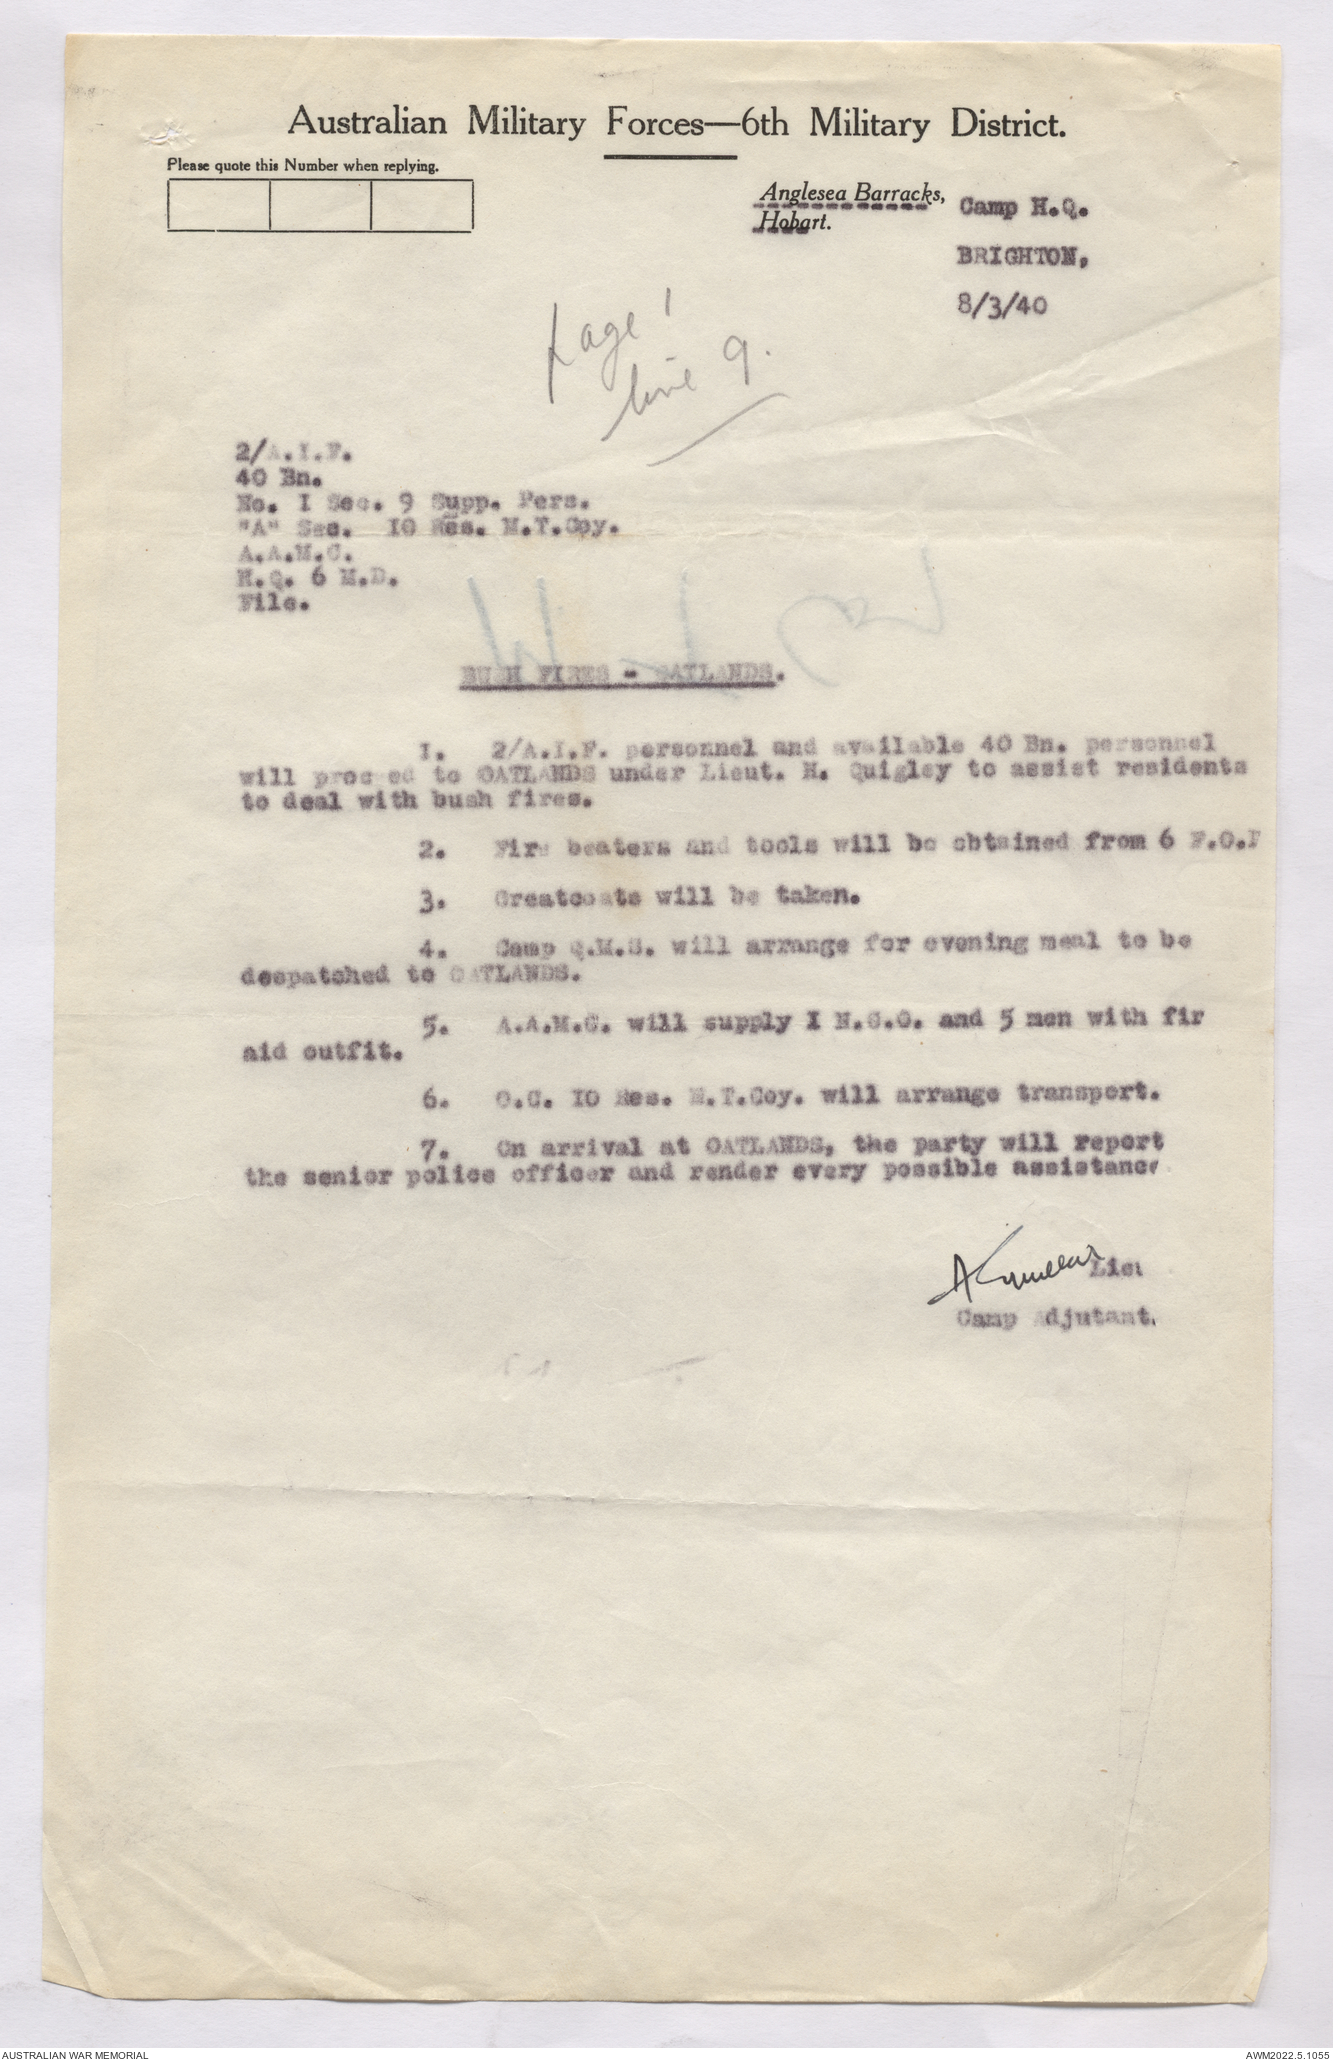 Australian Military Forces—6th Military District.
Please quote this Number when replying.
Anglesea Barracks,
Hobart.
Camp H.Q.
BRIGHTON,
8/3/40
page 1
line 9.
2/A.I.F.
40 Bn.
No. I Sec. 9 Supp. Pers.
"A" Sec. 10 Res. M.T.Coy.
A.A.M.C.
H.Q. 6 M.D.
File.
BUSH FIRES - OATLANDS.
1. 2/A.I.F. personnel and available 40 Bn. personnel
will proceed to OATLANDS under Lieut. H. Quigley to assist residents
to deal with bush fires.
2. Fire beaters and tools will be obtained from 6 F.O.F
3. Greatcoats will be taken.
4. Camp Q.M.S. will arrange for evening meal to be
despatched to OATLANDS.
5. A.A.M.C. will supply I N.C.O. and 5 men with fir
aid outfit.
6. O.C. 10 Res. M.T.Coy. will arrange transport.
7. On arrival at OATLANDS, the party will report
the senior police officer and render every possible assistance
Lieu
Camp Adjutant.
AUSTRALIAN WAR MEMORIAL
AWM2022.5.1055